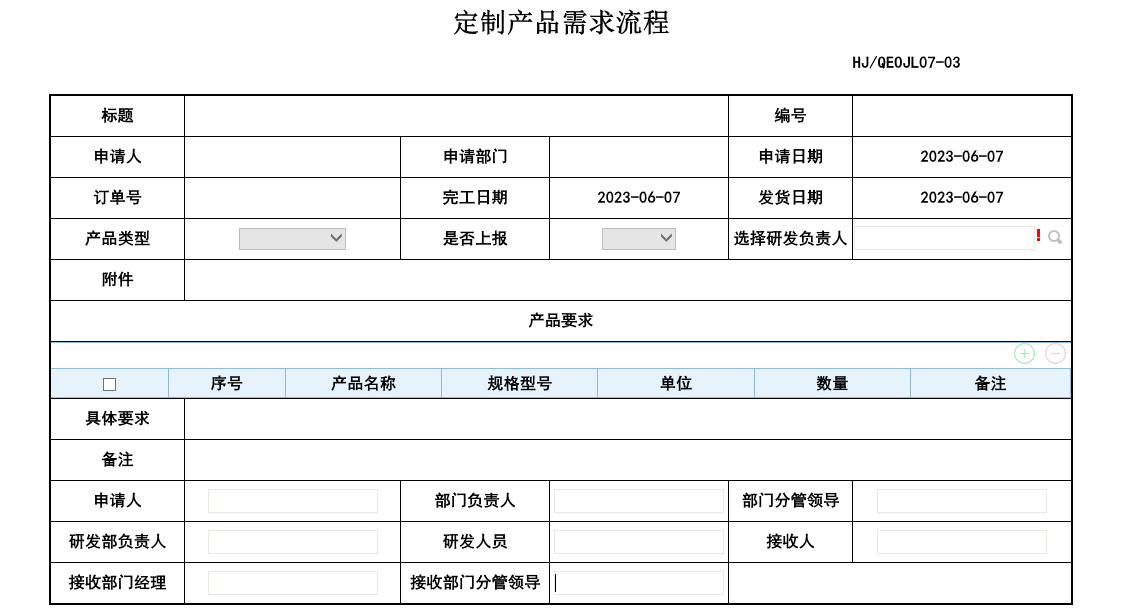 定制产品需求流程
HJ/QEOJL07-03
标题 编号
申请人 申请部门 申请日期 2023-06-07
订单号 完工日期 2023-06-07 发货日期 2023-06-07
产品类型 是否上报 选择研发负责人 !
附件
产品要求
序号 产品名称 规格型号 单位 数量 备注
具体要求
备注
申请人 部门负责人 部门分管领导
研发部负责人 研发人员 接收人
接收部门经理 接收部门分管领导